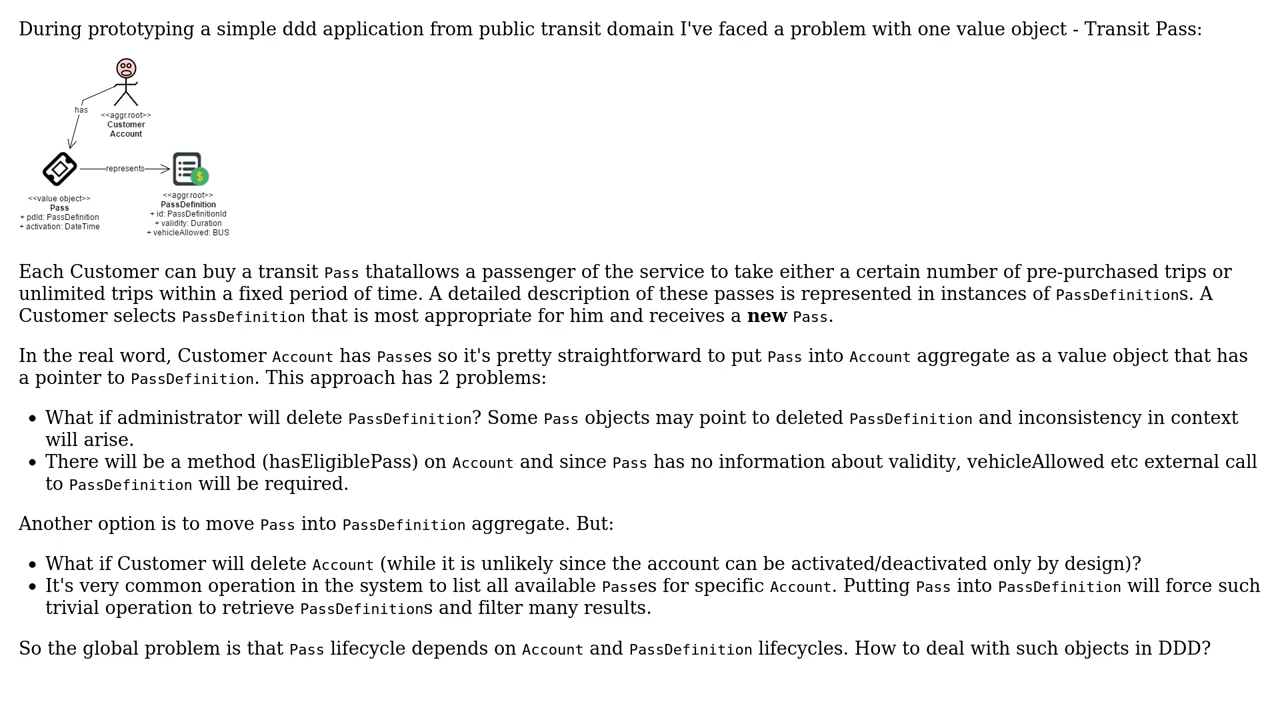 During prototyping a simple ddd application from public transit domain I've faced a problem with one value object - Transit Pass:
has
<<aggr.root>>
Customer
Account
represents
<<value object>>
Pass
+ pdId: PassDefinition
+ activation: DateTime
<<aggr.root>>
PassDefinition
+ id: PassDefinitionId
+ validity: Duration
+ vehicleAllowed: BUS
Each Customer can buy a transit Pass thatallows a passenger of the service to take either a certain number of pre-purchased trips or
unlimited trips within a fixed period of time. A detailed description of these passes is represented in instances of PassDefinitions. A
Customer selects PassDefinition that is most appropriate for him and receives a new Pass.
In the real word, Customer Account has Passes so it's pretty straightforward to put Pass into Account aggregate as a value object that has
a pointer to PassDefinition. This approach has 2 problems:
• What if administrator will delete PassDefinition? Some Pass objects may point to deleted PassDefinition and inconsistency in context
will arise.
• There will be a method (hasEligiblePass) on Account and since Pass has no information about validity, vehicleAllowed etc external call
to PassDefinition will be required.
Another option is to move Pass into PassDefinition aggregate. But:
• What if Customer will delete Account (while it is unlikely since the account can be activated/deactivated only by design)?
• It's very common operation in the system to list all available Passes for specific Account. Putting Pass into PassDefinition will force such
trivial operation to retrieve PassDefinitions and filter many results.
So the global problem is that Pass lifecycle depends on Account and PassDefinition lifecycles. How to deal with such objects in DDD?